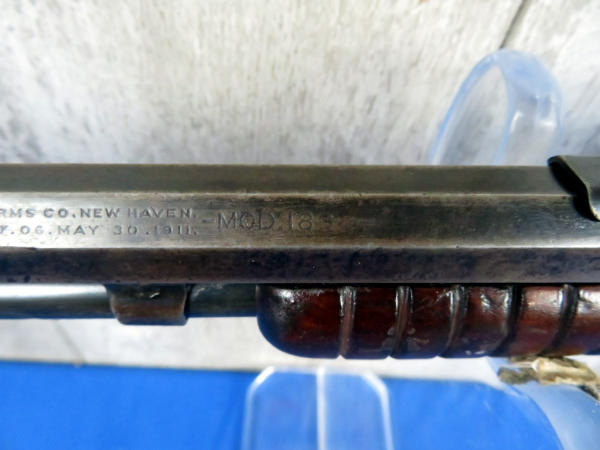 RMS CO. NEW HAVEN.
06. MAY 30. 1911.
-MOD. 18